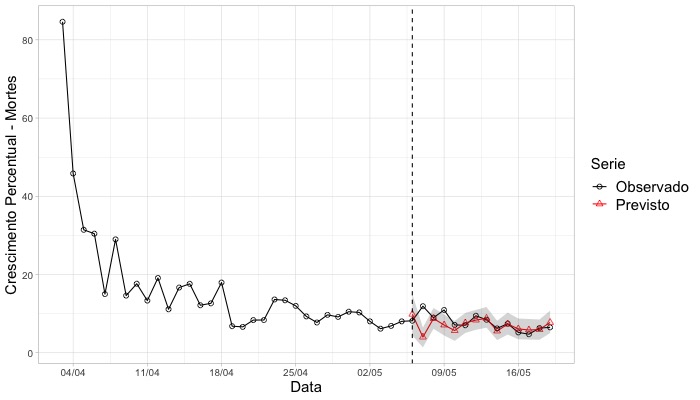 Crescimento Percentual - Mortes
80
60
40
20
0
04/04
11/04
18/04
25/04
02/05
09/05
16/05
Data
Serie
Observado
Previsto